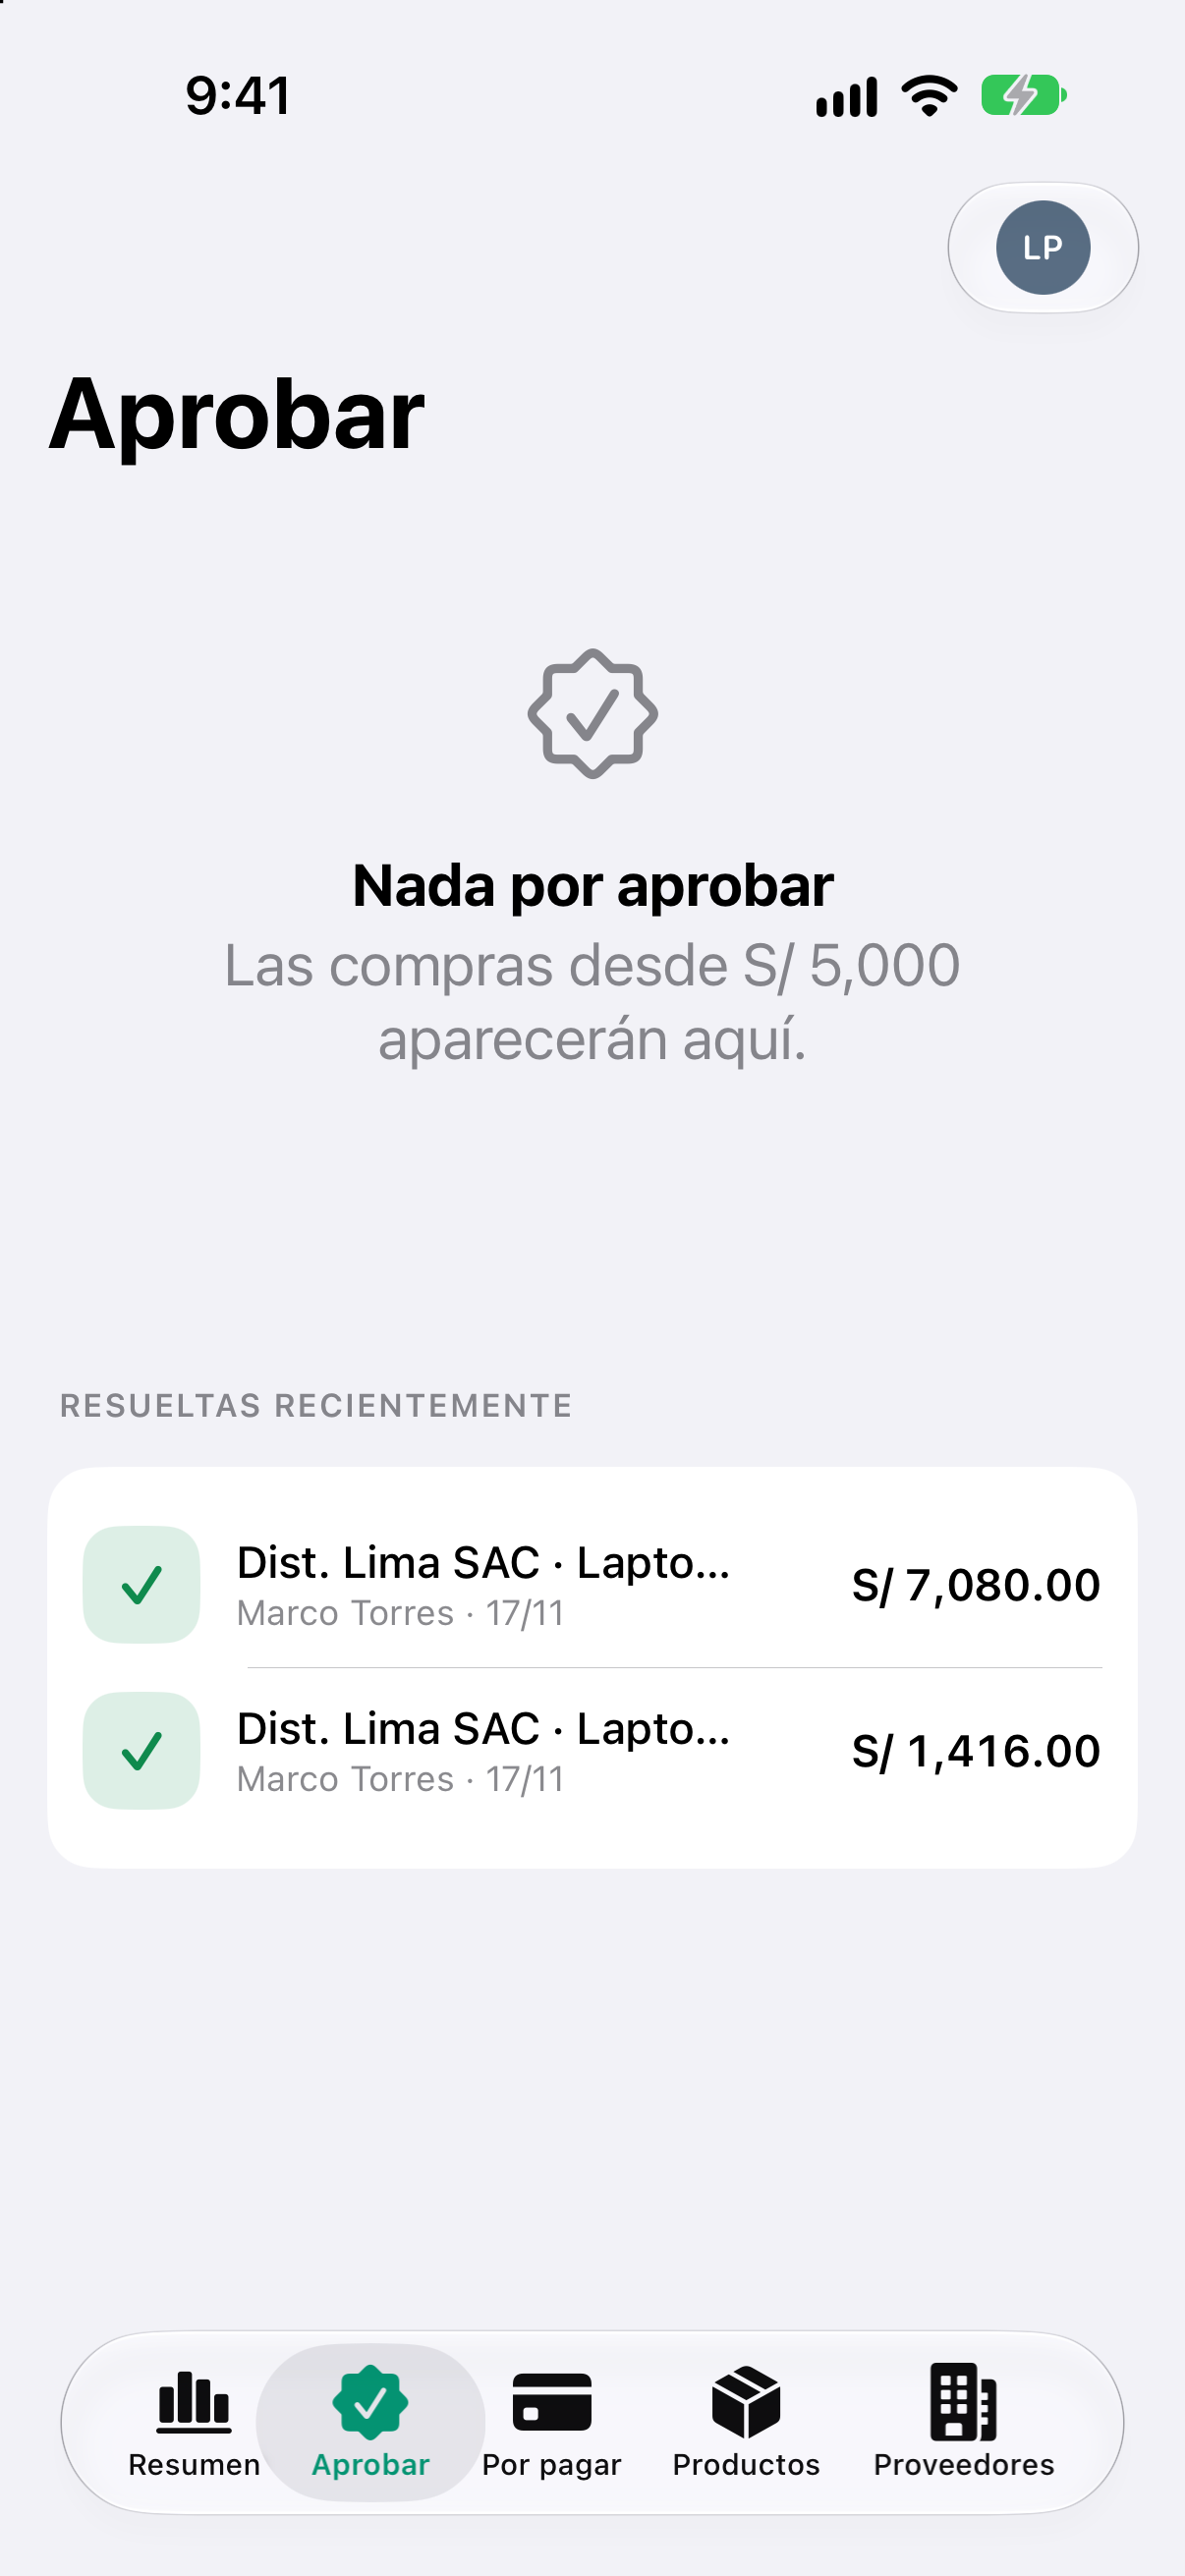 9:41
LP
Aprobar
Nada por aprobar
Las compras desde S/ 5,000
aparecerán aquí.
RESUELTAS RECIENTEMENTE
Dist. Lima SAC · Lapto...
S/ 7,080.00
Marco Torres · 17/11
Dist. Lima SAC · Lapto...
S/ 1,416.00
Marco Torres · 17/11
Resumen
Aprobar
Por pagar
Productos
Proveedores